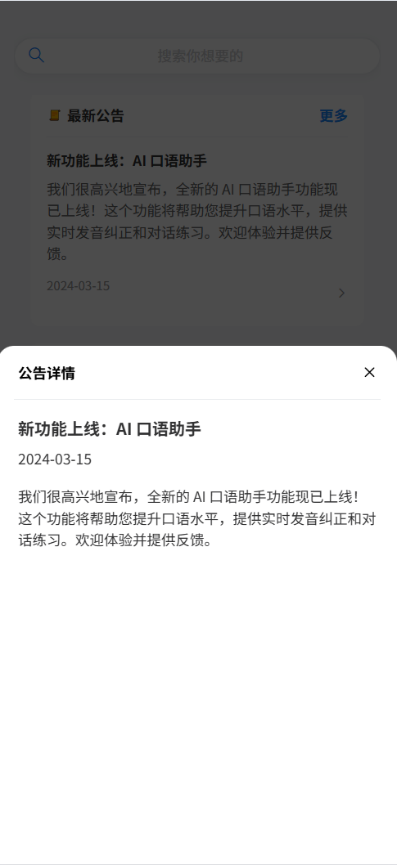 搜索你想要的
最新公告
更多
新功能上线：AI 口语助手
我们很高兴地宣布，全新的 AI 口语助手功能现
已上线！这个功能将帮助您提升口语水平，提供
实时发音纠正和对话练习。欢迎体验并提供反
馈。
2024-03-15
公告详情
新功能上线：AI 口语助手
2024-03-15
我们很高兴地宣布，全新的 AI 口语助手功能现已上线！
这个功能将帮助您提升口语水平，提供实时发音纠正和对
话练习。欢迎体验并提供反馈。